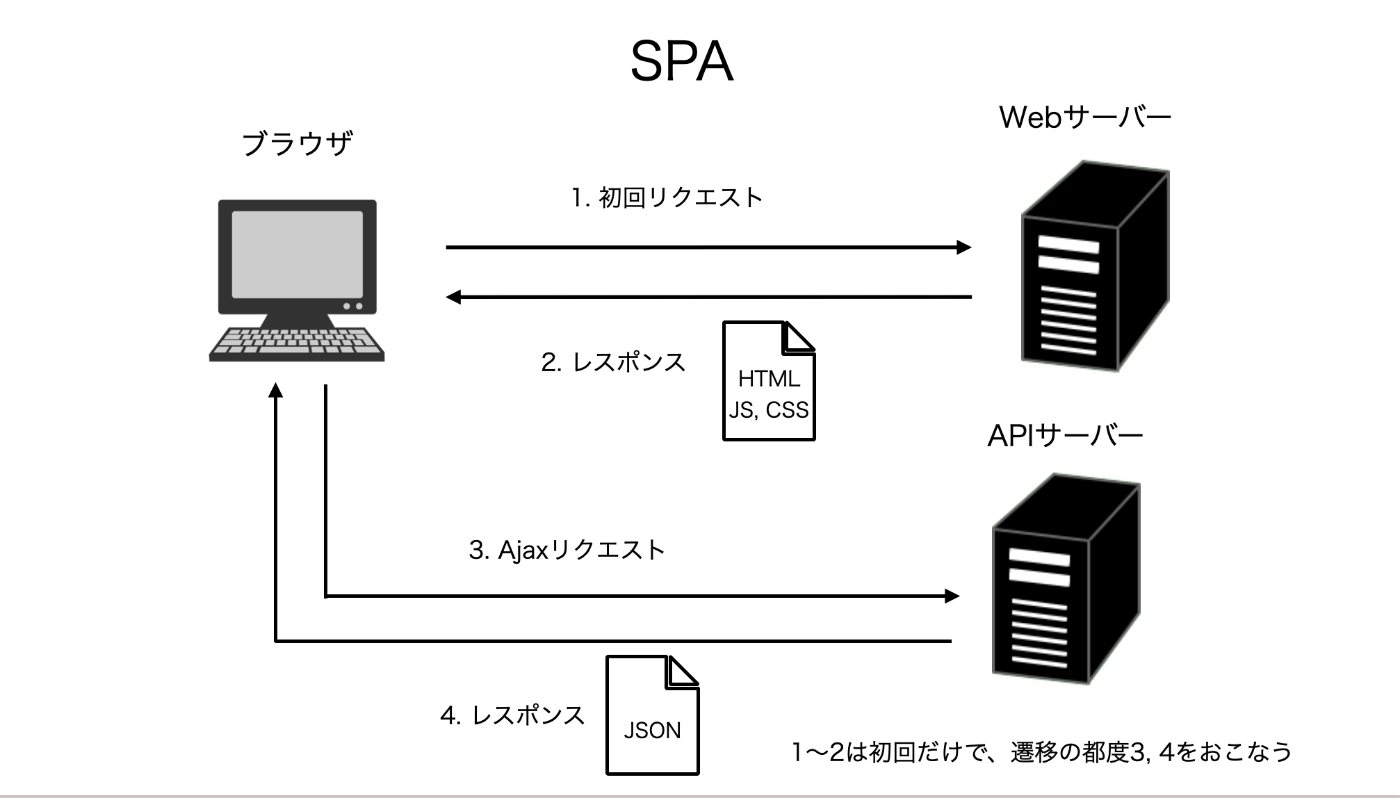 SPA
ブラウザ
Webサーバー
1. 初回リクエスト
2. レスポンス
HTML
JS, CSS
APIサーバー
3. Ajaxリクエスト
4. レスポンス
JSON
1〜2は初回だけで、遷移の都度3, 4をおこなう